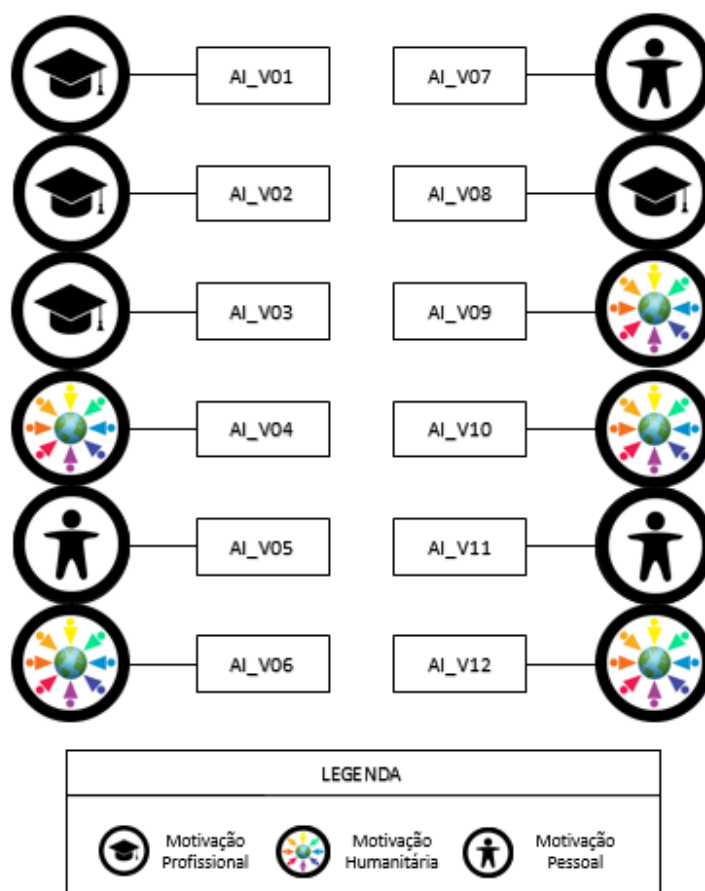 AI_V01
AI_V07
AI_V02
AI_V08
AI_V03
AI_V09
AI_V04
AI_V10
AI_V05
AI_V11
AI_V06
AI_V12
LEGENDA
Motivação
Profissional
Motivação
Humanitária
Motivação
Pessoal